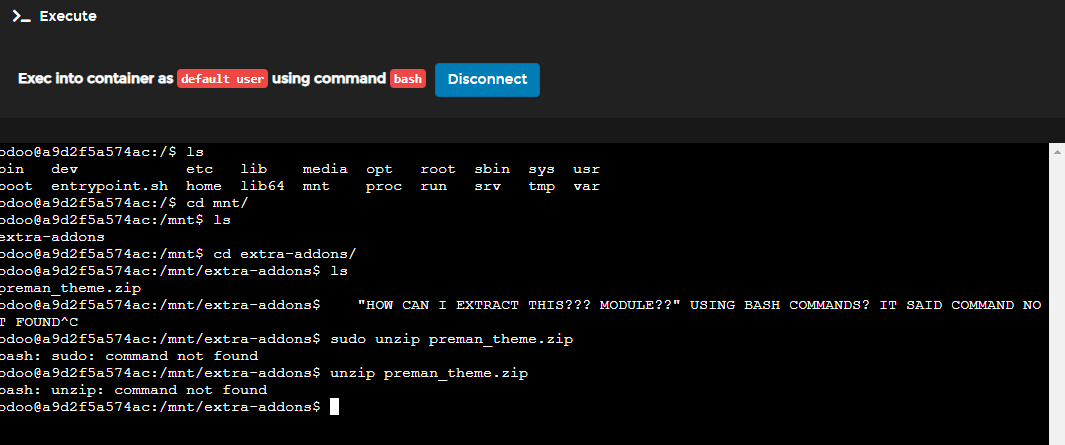 >_ Execute
Exec into container as default user using command bash Disconnect
odoo@a9d2f5a574ac:/$ ls
bin dev etc lib media opt root sbin sys usr
boot entrypoint.sh home lib64 mnt proc run srv tmp var
odoo@a9d2f5a574ac:/$ cd mnt/
odoo@a9d2f5a574ac:/mnt$ ls
extra-addons
odoo@a9d2f5a574ac:/mnt$ cd extra-addons/
odoo@a9d2f5a574ac:/mnt/extra-addons$ ls
preman_theme.zip
odoo@a9d2f5a574ac:/mnt/extra-addons$ "HOW CAN I EXTRACT THIS??? MODULE??" USING BASH COMMANDS? IT SAID COMMAND NO
T FOUND^C
odoo@a9d2f5a574ac:/mnt/extra-addons$ sudo unzip preman_theme.zip
bash: sudo: command not found
odoo@a9d2f5a574ac:/mnt/extra-addons$ unzip preman_theme.zip
bash: unzip: command not found
odoo@a9d2f5a574ac:/mnt/extra-addons$